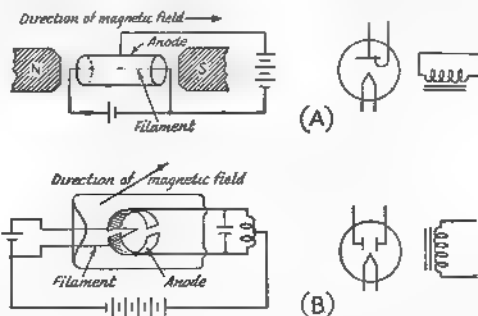 Direction of magnetic field
Anode
N
S
Filament
(A)
Direction of magnetic field
Filament
Anode
(B)